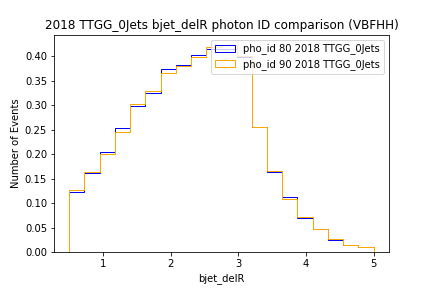 2018 TTGG_0Jets bjet_delR photon ID comparison (VBFHH)
pho_id 80 2018 TTGG_0Jets
pho_id 90 2018 TTGG_0Jets
Number of Events
0.40
0.35
0.30
0.25
0.20
0.15
0.10
0.05
0.00
1 2 3 4 5
bjet_delR